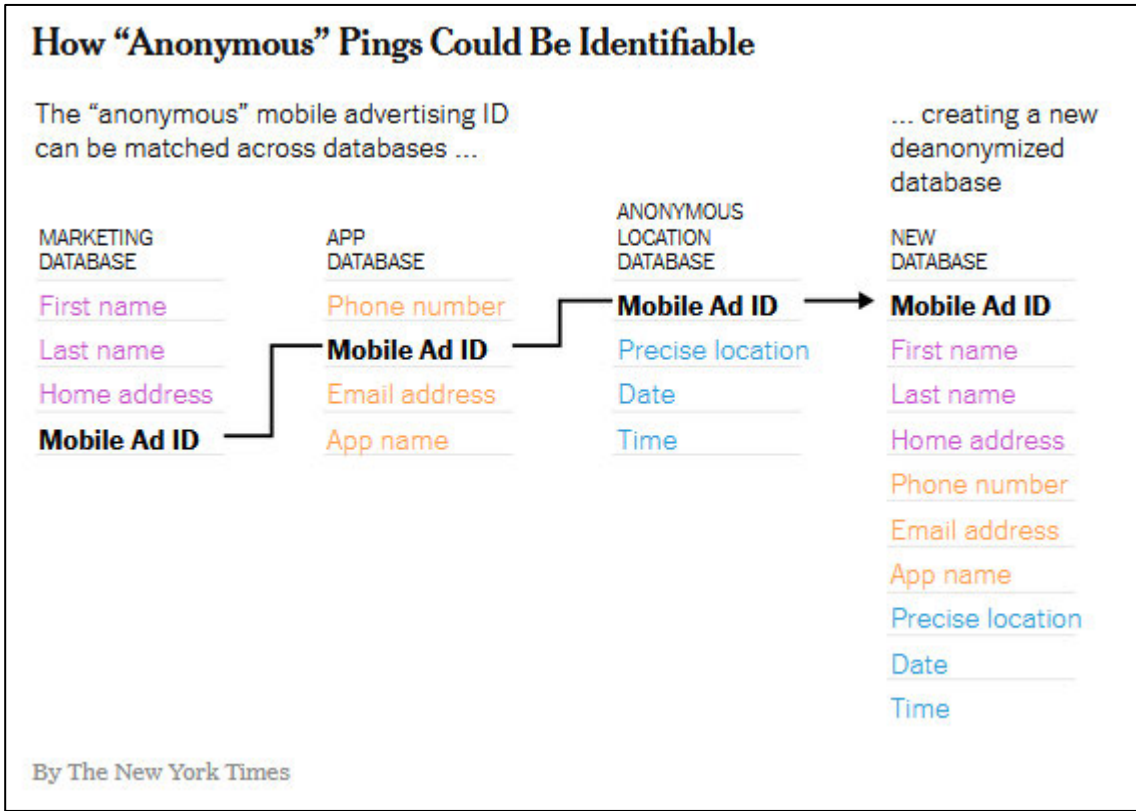 How “Anonymous” Pings Could Be Identifiable
The “anonymous” mobile advertising ID
can be matched across databases ...
... creating a new
deanonymized
database
MARKETING
DATABASE
First name
Last name
Home address
Mobile Ad ID
APP
DATABASE
Phone number
Mobile Ad ID
Email address
App name
ANONYMOUS
LOCATION
DATABASE
Mobile Ad ID
Precise location
Date
Time
NEW
DATABASE
Mobile Ad ID
First name
Last name
Home address
Phone number
Email address
App name
Precise location
Date
Time
By The New York Times